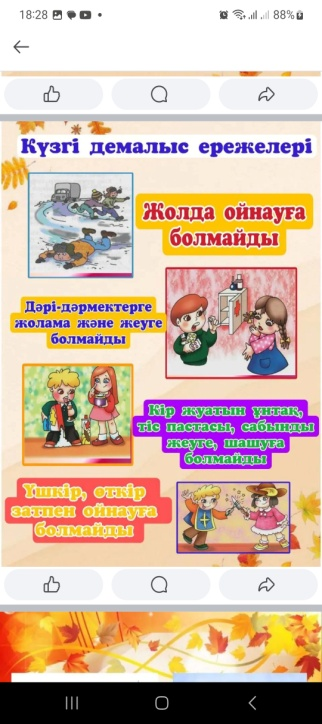 18:28
88%
Күзгі демалыс ережелері
Жолда ойнауға
болмайды
Дәрі-дәрмектерге
жолама және жеуге
болмайды
Кір жуатын ұнтақ,
тіс пастасы, сабынды
жеуге, шашуға
болмайды
Үшкір, өткір
затпен ойнауға
болмайды